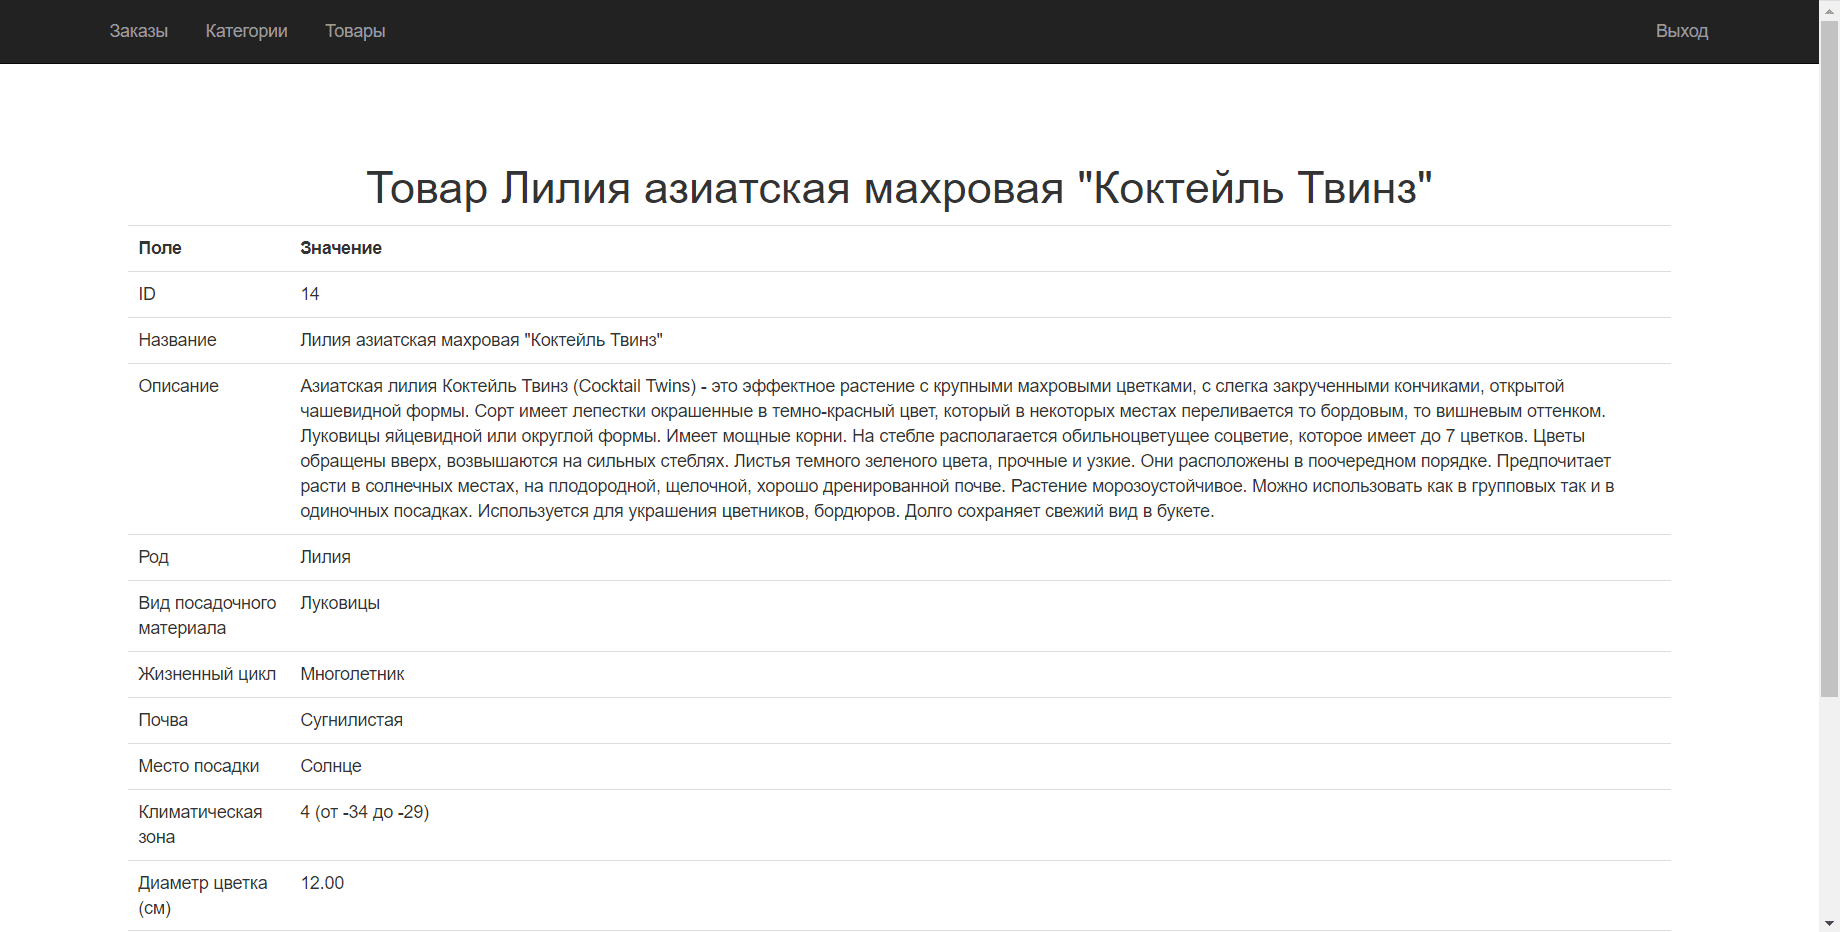 Заказы Категории Товары Выход
Товар Лилия азиатская махровая "Коктейль Твинз"
Поле Значение
ID 14
Название Лилия азиатская махровая "Коктейль Твинз"
Описание Азиатская лилия Коктейль Твинз (Cocktail Twins) - это эффектное растение с крупными махровыми цветками, с слегка закрученными кончиками, открытой
чашевидной формы. Сорт имеет лепестки окрашенные в темно-красный цвет, который в некоторых местах переливается то бордовым, то вишневым оттенком.
Луковицы яйцевидной или округлой формы. Имеет мощные корни. На стебле располагается обильноцветущее соцветие, которое имеет до 7 цветков. Цветы
обращены вверх, возвышаются на сильных стеблях. Листья темного зеленого цвета, прочные и узкие. Они расположены в поочередном порядке. Предпочитает
расти в солнечных местах, на плодородной, щелочной, хорошо дренированной почве. Растение морозоустойчивое. Можно использовать как в групповых так и в
одиночных посадках. Используется для украшения цветников, бордюров. Долго сохраняет свежий вид в букете.
Род Лилия
Вид посадочного Луковицы
материала
Жизненный цикл Многолетник
Почва Сугнилистая
Место посадки Солнце
Климатическая 4 (от -34 до -29)
зона
Диаметр цветка 12.00
(см)